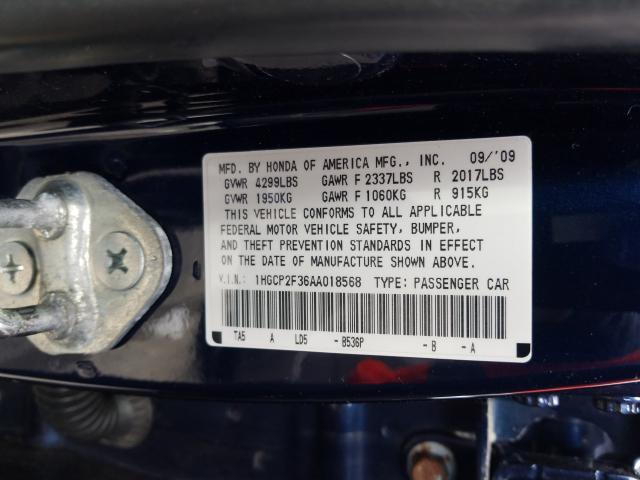 MFD. BY HONDA OF AMERICA MFG., INC. 09/'09
GVWR 4299LBS GAWR F 2337LBS R 2017LBS
GVWR 1950KG GAWR F 1060KG R 915KG
THIS VEHICLE CONFORMS TO ALL APPLICABLE
FEDERAL MOTOR VEHICLE SAFETY, BUMPER,
AND THEFT PREVENTION STANDARDS IN EFFECT
ON THE DATE OF MANUFACTURE SHOWN ABOVE.
V.I.N.: 1HGCP2F36AA018568 TYPE: PASSENGER CAR
TA5 A LD5 -B536P -B -A